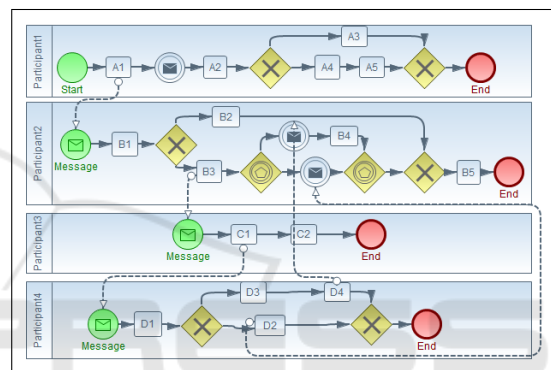 Participant1
Start
A1
A2
A3
A4
A5
End
Participant2
Message
B1
B2
B3
B4
B5
End
Participant3
Message
C1
C2
End
Participant4
Message
D1
D3
D4
D2
End
PRESS